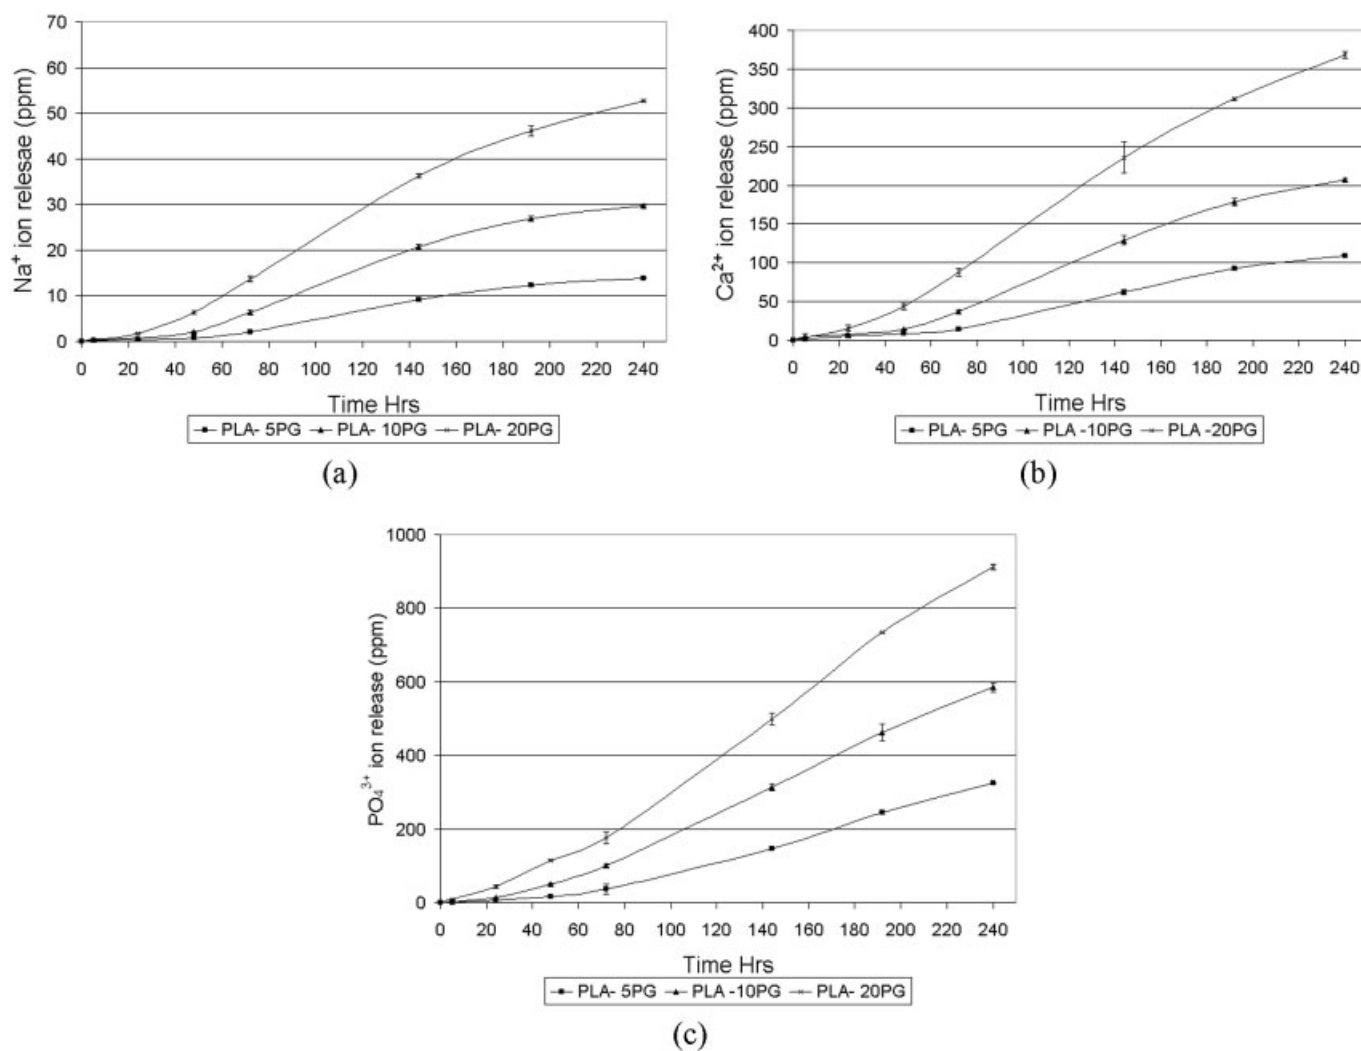 70
60
50
40
30
20
10
0
Na+ ion relesae (ppm)
0 20 40 60 80 100 120 140 160 180 200 220 240
Time Hrs
PLA- 5PG PLA- 10PG PLA- 20PG
(a)
400
350
300
250
200
150
100
50
0
Ca2+ ion release (ppm)
0 20 40 60 80 100 120 140 160 180 200 220 240
Time Hrs
PLA- 5PG PLA -10PG PLA -20PG
(b)
1000
800
600
400
200
0
PO4 3+ ion release (ppm)
0 20 40 60 80 100 120 140 160 180 200 220 240
Time Hrs
PLA- 5PG PLA -10PG PLA- 20PG
(c)